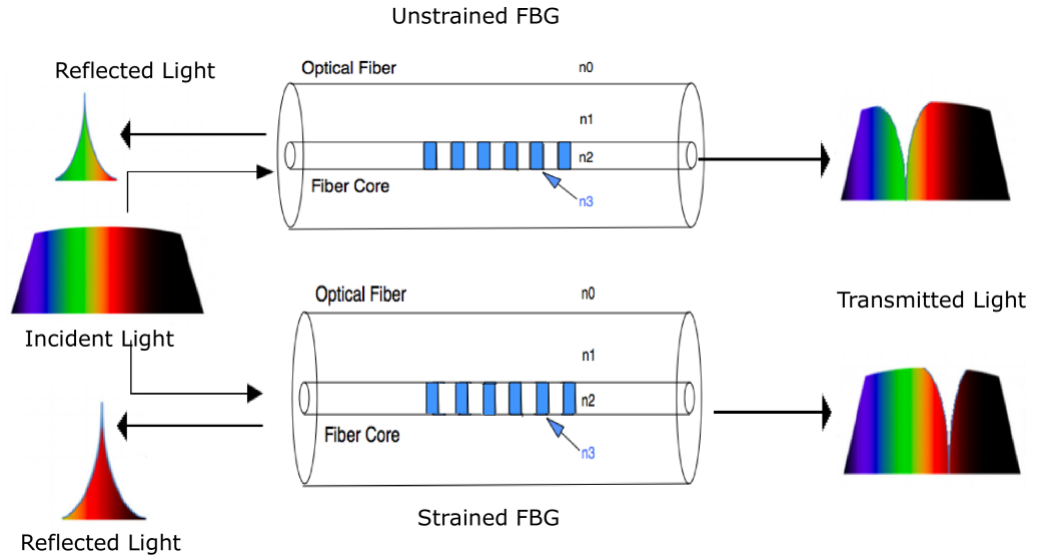 Unstrained FBG
Reflected Light
Optical Fiber
n0
n1
n2
Fiber Core
n3
Incident Light
Optical Fiber
n0
Transmitted Light
n1
n2
Fiber Core
n3
Strained FBG
Reflected Light